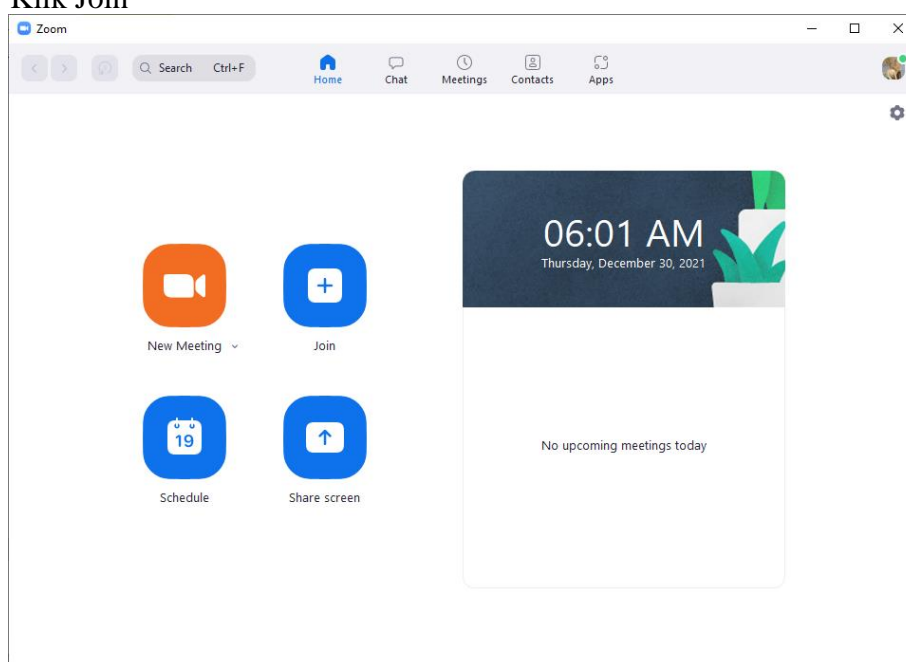 Klik Join
Zoom
Search Ctrl+F
Home
Chat
Meetings
Contacts
Apps
06:01 AM
Thursday, December 30, 2021
New Meeting
Join
19
Schedule
Share screen
No upcoming meetings today